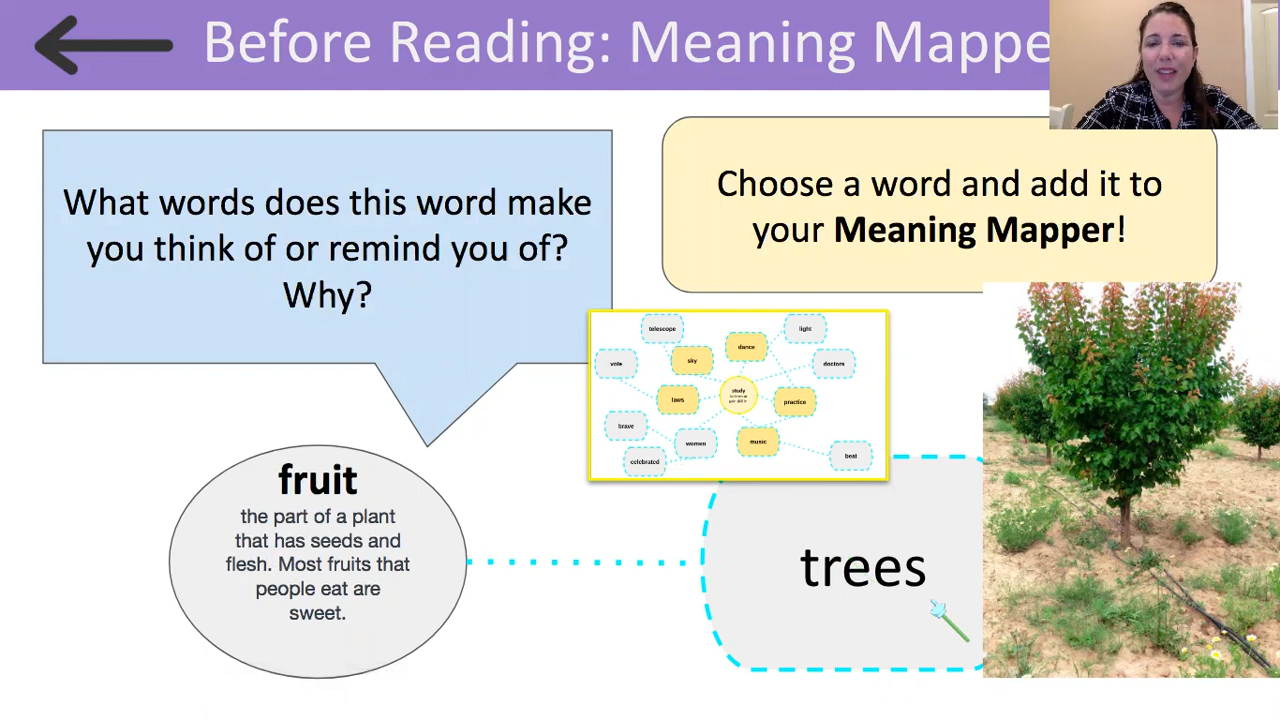 Before Reading: Meaning Mappe
What words does this word make
you think of or remind you of?
Why?
Choose a word and add it to
your Meaning Mapper!
telescope
light
dance
sky
vote
doctors
study
laws
practice
brave
women
music
celebrated
beat
fruit
the part of a plant
that has seeds and
flesh. Most fruits that
people eat are
sweet.
trees